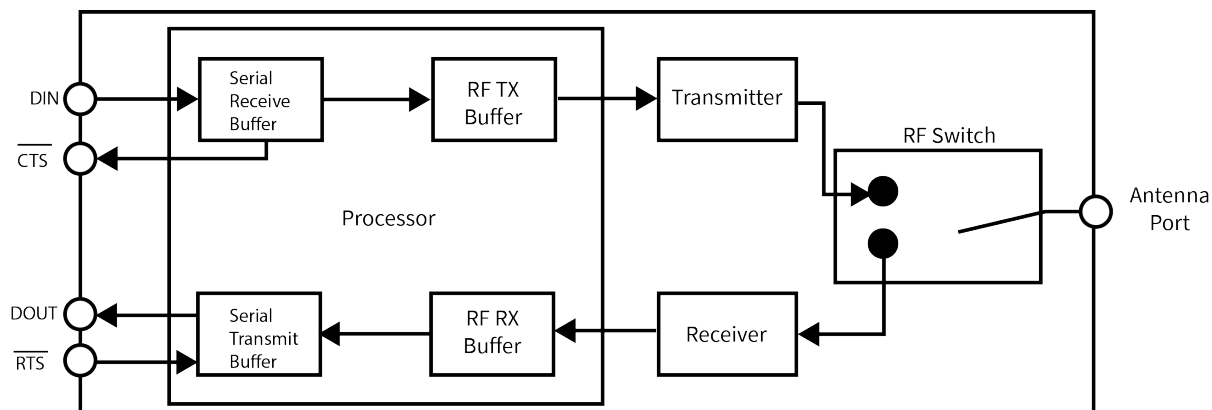 DIN
CTS
DOUT
RTS
Serial
Receive
Buffer
RF TX
Buffer
Transmitter
RF Switch
Antenna
Port
Processor
Serial
Transmit
Buffer
RF RX
Buffer
Receiver